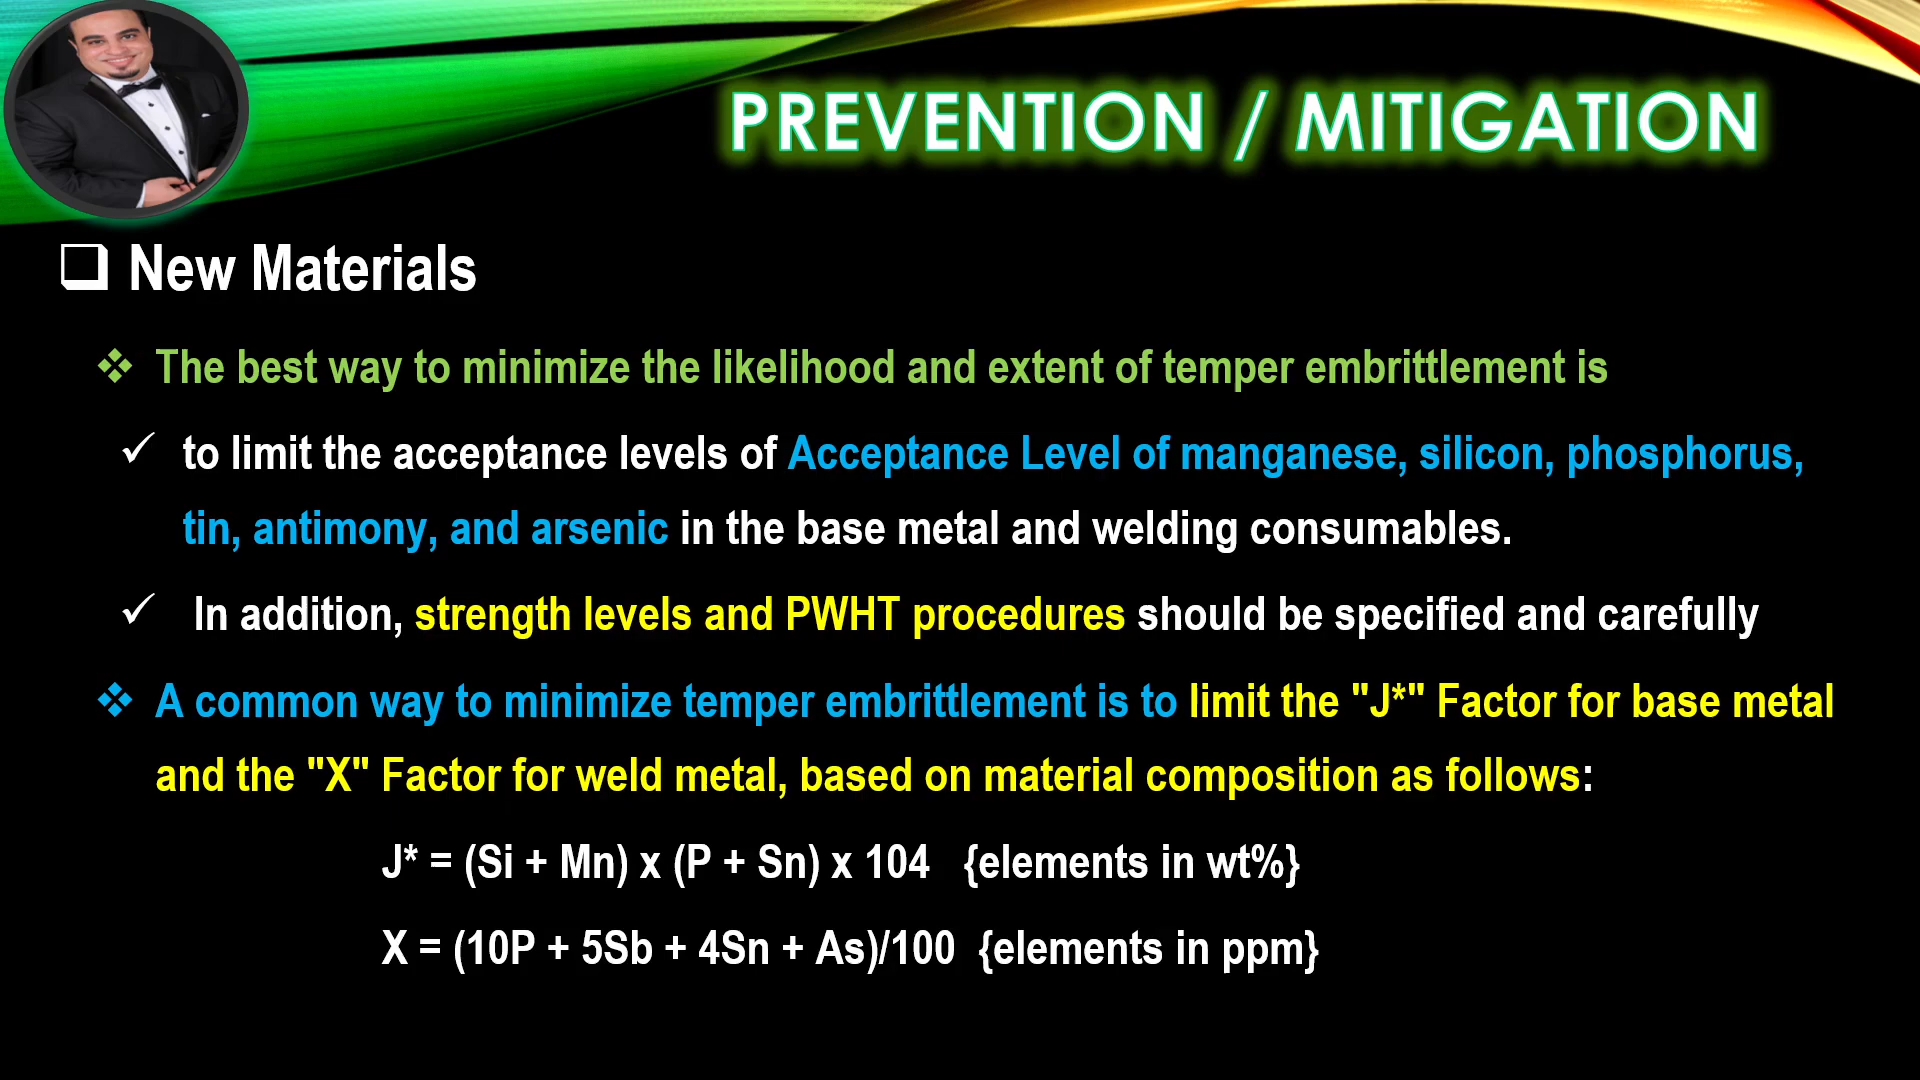 PREVENTION / MITIGATION
New Materials
The best way to minimize the likelihood and extent of temper embrittlement is
to limit the acceptance levels of Acceptance Level of manganese, silicon, phosphorus,
tin, antimony, and arsenic in the base metal and welding consumables.
In addition, strength levels and PWHT procedures should be specified and carefully
A common way to minimize temper embrittlement is to limit the "J*" Factor for base metal
and the "X" Factor for weld metal, based on material composition as follows:
J* = (Si + Mn) x (P + Sn) x 104 {elements in wt%}
X = (10P + 5Sb + 4Sn + As)/100 {elements in ppm}